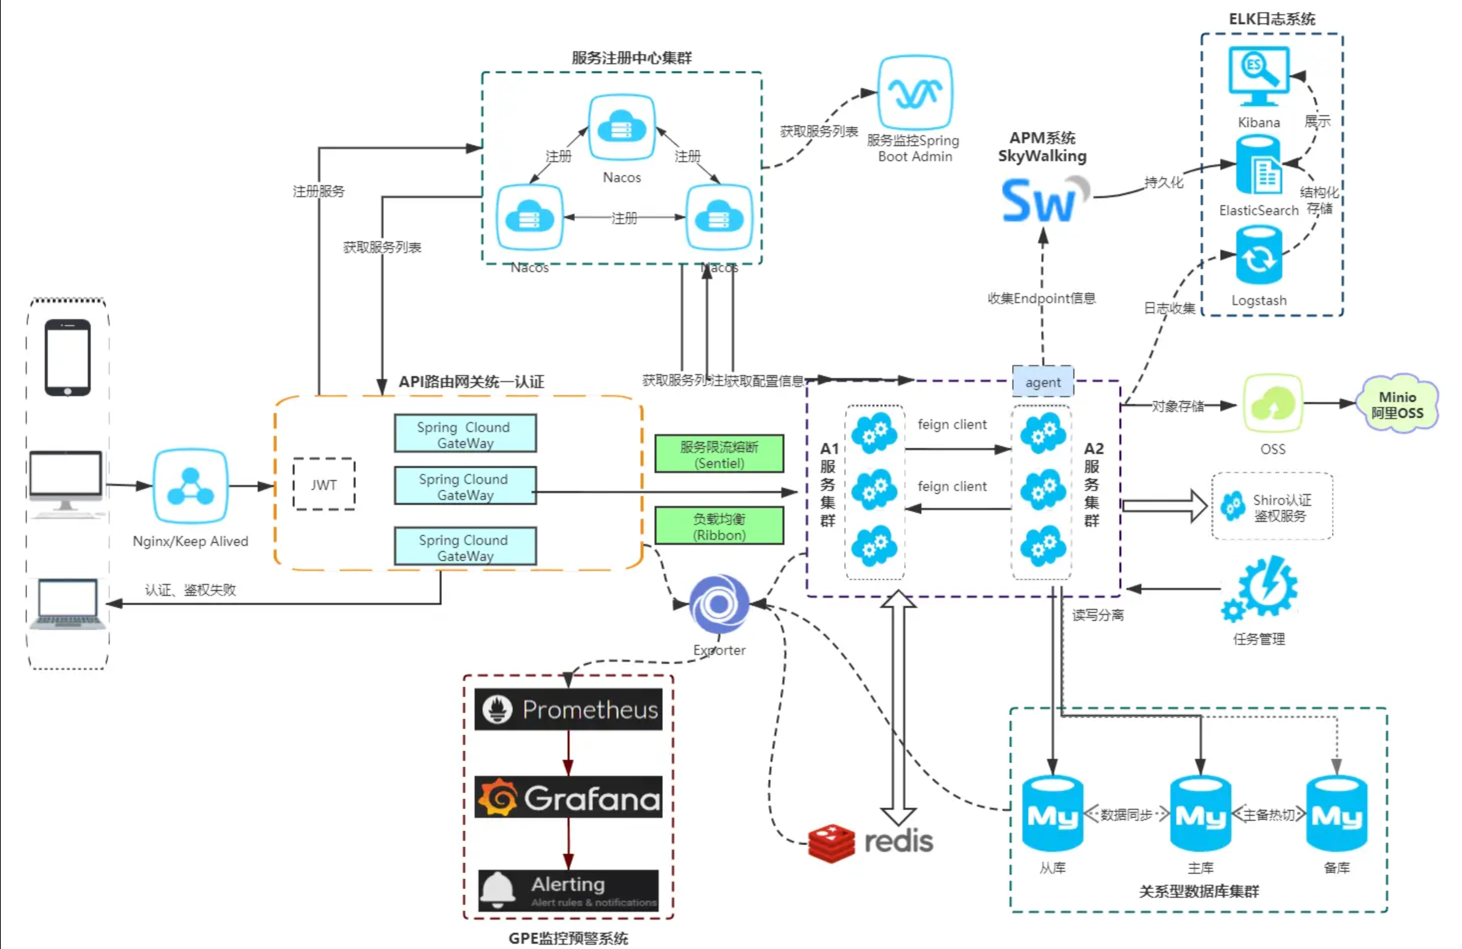 ELK日志系统
Kibana
展示
ElasticSearch
结构化
存储
Logstash
服务注册中心集群
注册
注册
Nacos
注册
Nacos
Nacos
获取服务列表
服务监控Spring
Boot Admin
APM系统
SkyWalking
Sw
持久化
收集Endpoint信息
日志收集
注册服务
获取服务列表
获取服务列
注
获取配置信息
API路由网关统一认证
JWT
Spring Clound
GateWay
Spring Clound
GateWay
Spring Clound
GateWay
Nginx/Keep Alived
认证、鉴权失败
服务限流熔断
(Sentiel)
负载均衡
(Ribbon)
agent
A1
服
务
集
群
feign client
feign client
A2
服
务
集
群
对象存储
OSS
Minio
阿里OSS
Shiro认证
鉴权服务
任务管理
读写分离
Exporter
Prometheus
Grafana
Alerting
Alert rules & notifications
GPE监控预警系统
redis
My
数据同步
My
主备热切
My
从库
主库
备库
关系型数据库集群
ES